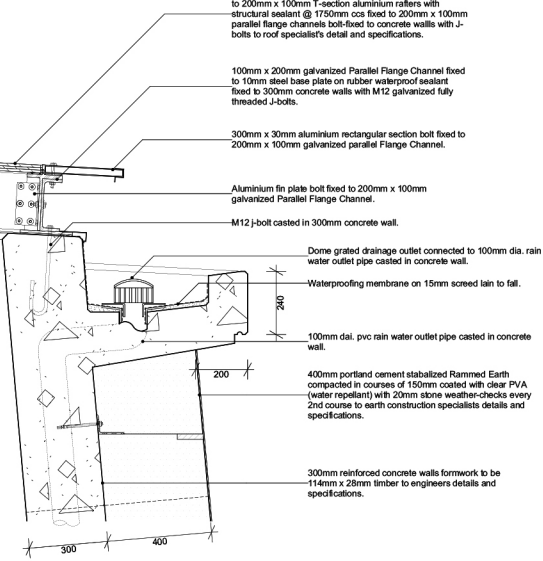 to 200mm x 100mm T-section aluminium rafters with
structural sealant @ 1750mm ccs fixed to 200mm x 100mm
parallel flange channels bolt-fixed to concrete wallls with J-
bolts to roof specialist's detail and specifications.
100mm x 200mm galvanized Parallel Flange Channel fixed
to 10mm steel base plate on rubber waterproof sealant
fixed to 300mm concrete walls with M12 galvanized fully
threaded J-bolts.
300mm x 30mm aluminium rectangular section bolt fixed to
200mm x 100mm galvanized parallel Flange Channel.
Aluminium fin plate bolt fixed to 200mm x 100mm
galvanized Parallel Flange Channel.
M12 j-bolt casted in 300mm concrete wall.
Dome grated drainage outlet connected to 100mm dia. rain
water outlet pipe casted in concrete wall.
Waterproofing membrane on 15mm screed lain to fall.
240
100mm dai. pvc rain water outlet pipe casted in concrete
wall.
200
400mm portland cement stabalized Rammed Earth
compacted in courses of 150mm coated with clear PVA
(water repellant) with 20mm stone weather-checks every
2nd course to earth construction specialists details and
specifications.
300mm reinforced concrete walls formwork to be
114mm x 28mm timber to engineers details and
specifications.
300
400